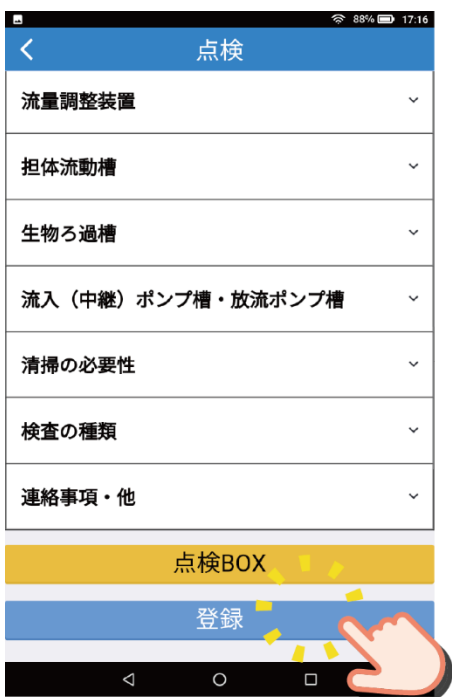 88% 17:16
点検
流量調整装置
担体流動槽
生物ろ過槽
流入（中継）ポンプ槽・放流ポンプ槽
清掃の必要性
検査の種類
連絡事項・他
点検BOX
登録